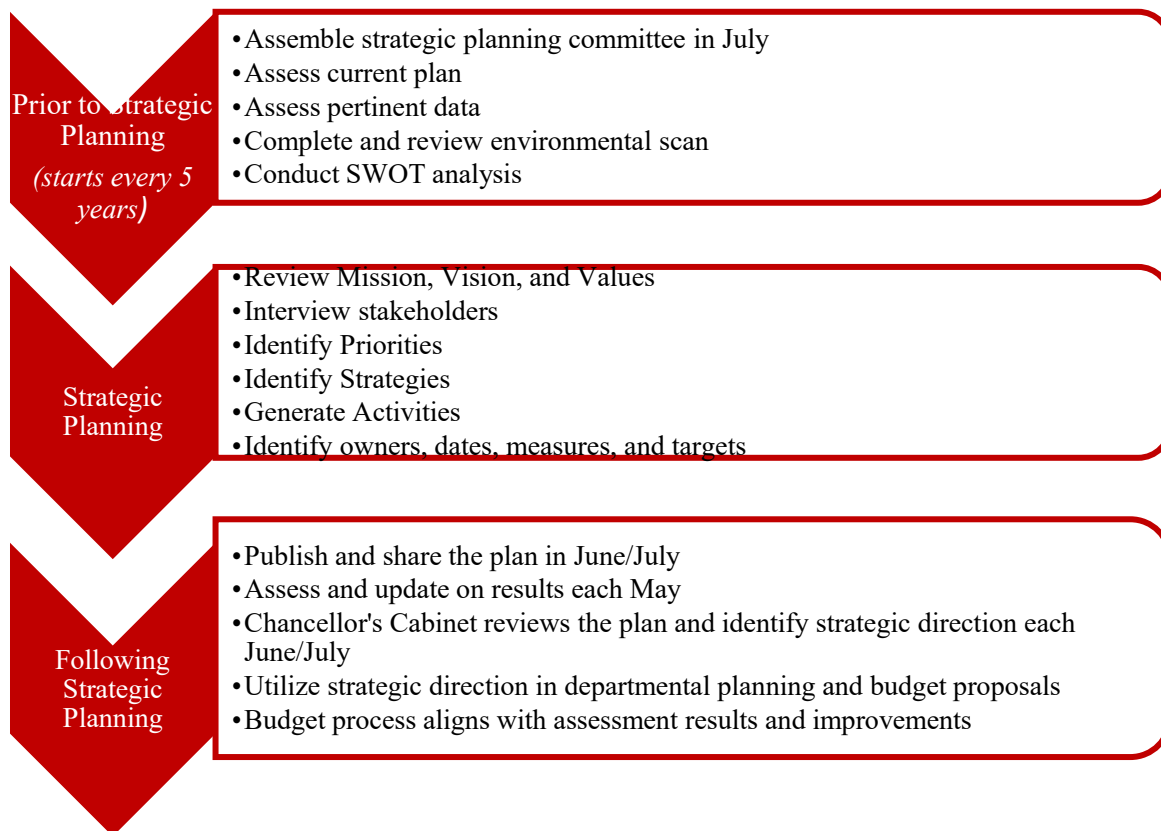 Prior to Strategic
Planning
(starts every 5
years)
•Assemble strategic planning committee in July
•Assess current plan
•Assess pertinent data
•Complete and review environmental scan
•Conduct SWOT analysis
Strategic
Planning
•Review Mission, Vision, and Values
•Interview stakeholders
•Identify Priorities
•Identify Strategies
•Generate Activities
•Identify owners, dates, measures, and targets
Following
Strategic
Planning
•Publish and share the plan in June/July
•Assess and update on results each May
•Chancellor's Cabinet reviews the plan and identify strategic direction each
June/July
•Utilize strategic direction in departmental planning and budget proposals
•Budget process aligns with assessment results and improvements